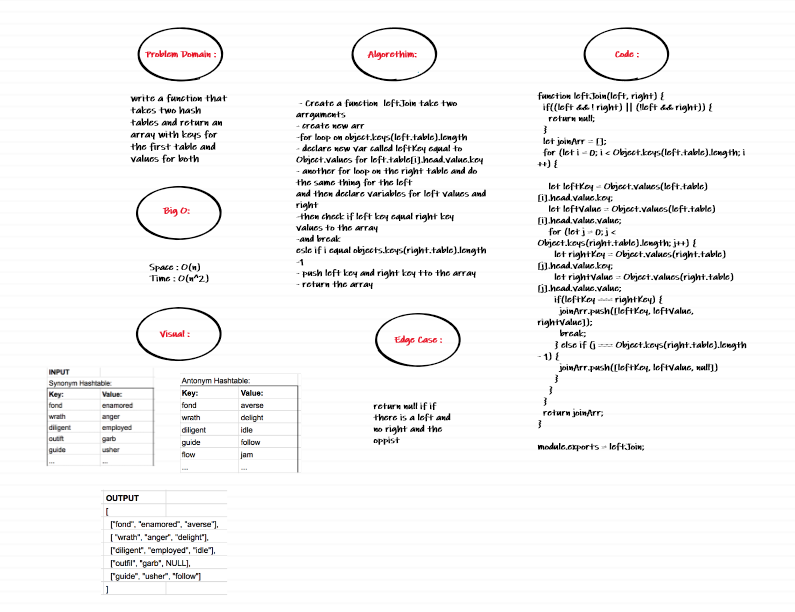 Problem Domain :
write a function that
takes two hash
tables and return an
array with keys for
the first table and
values for both
Big O:
Space : O(n)
Time : O(n^2)
Visual :
INPUT
Synonym Hashtable:
Key: Value:
fond enamored
wrath anger
diligent employed
outfit garb
guide usher
... ...
Antonym Hashtable:
Key: Value:
fond averse
wrath delight
diligent idle
guide follow
flow jam
... ...
OUTPUT
[
["fond", "enamored", "averse"],
[ "wrath", "anger", "delight"],
["diligent", "employed", "idle"],
["outfil", "garb", NULL],
["guide", "usher", "follow"]
]
Algorethim:
- Create a function leftJoin take two
arrguments
- create new arr
-for loop on object.keys(left.table).length
- declare new var called leftKey equal to
Object.values for left.table[i].head.value.key
- another for loop on the right table and do
the same thing for the left
and then declare variables for left values and
right
-then check if left key equal right key
values to the array
-and break
esle if i equal objects.keys(right.table).length
-1
- push left key and right key tto the array
- return the array
Edge Case :
return null if if
there is a left and
no right and the
oppist
Code :
function leftJoin(left, right) {
if((left && ! right) || (!left && right)) {
return null;
}
let joinArr = [];
for (let i = 0; i < Object.keys(left.table).length; i
++) {
let leftKey = Object.values(left.table)
[i].head.value.key;
let leftValue = Object.values(left.table)
[i].head.value.value;
for (let j = 0; j <
Object.keys(right.table).length; j++) {
let rightKey = Object.values(right.table)
[j].head.value.key;
let rightValue = Object.values(right.table)
[j].head.value.value;
if(leftKey === rightKey) {
joinArr.push([leftKey, leftValue,
rightValue]);
break;
} else if (j === Object.keys(right.table).length
- 1) {
joinArr.push([leftKey, leftValue, null])
}
}
}
return joinArr;
}
module.exports = leftJoin;